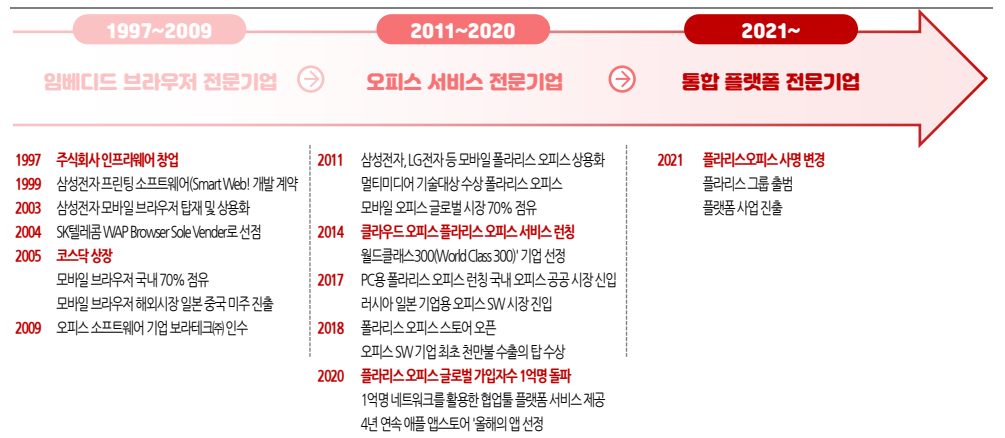 1997~2009
임베디드 브라우저 전문기업
1997 주식회사 인프라웨어 창업
1999 삼성전자 프린팅 소프트웨어(Smart Web! 개발 계약
2003 삼성전자 모바일 브라우저 탑재 및 상용화
2004 SK텔레콤 WAP Browser Sole Vender로 선점
2005 코스닥 상장
모바일 브라우저 국내 70% 점유
모바일 브라우저 해외시장 일본 중국 미주 진출
2009 오피스 소프트웨어 기업 보라테크㈜ 인수
2011~2020
오피스 서비스 전문기업
2011 삼성전자, LG전자 등 모바일 폴라리스 오피스 상용화
멀티미디어 기술대상 수상 폴라리스 오피스
모바일 오피스 글로벌 시장 70% 점유
2014 클라우드 오피스 플라리스 오피스 서비스 런칭
월드클래스300(World Class 300)' 기업 선정
2017 PC용 폴라리스 오피스 런칭 국내 오피스 공공 시장 신입
러시아 일본 기업용 오피스 SW 시장 진입
2018 폴라리스 오피스 스토어 오픈
오피스 SW 기업 최초 천만불 수출의 탑 수상
2020 플라리스 오피스 글로벌 가입자수 1억명 돌파
1억명 네트워크를 활용한 협업툴 플랫폼 서비스 제공
4년 연속 애플 앱스토어 '올해의 앱 선정
2021~
통합 플랫폼 전문기업
2021 플라리스오피스 사명 변경
플라리스 그룹 출범
플랫폼 사업 진출